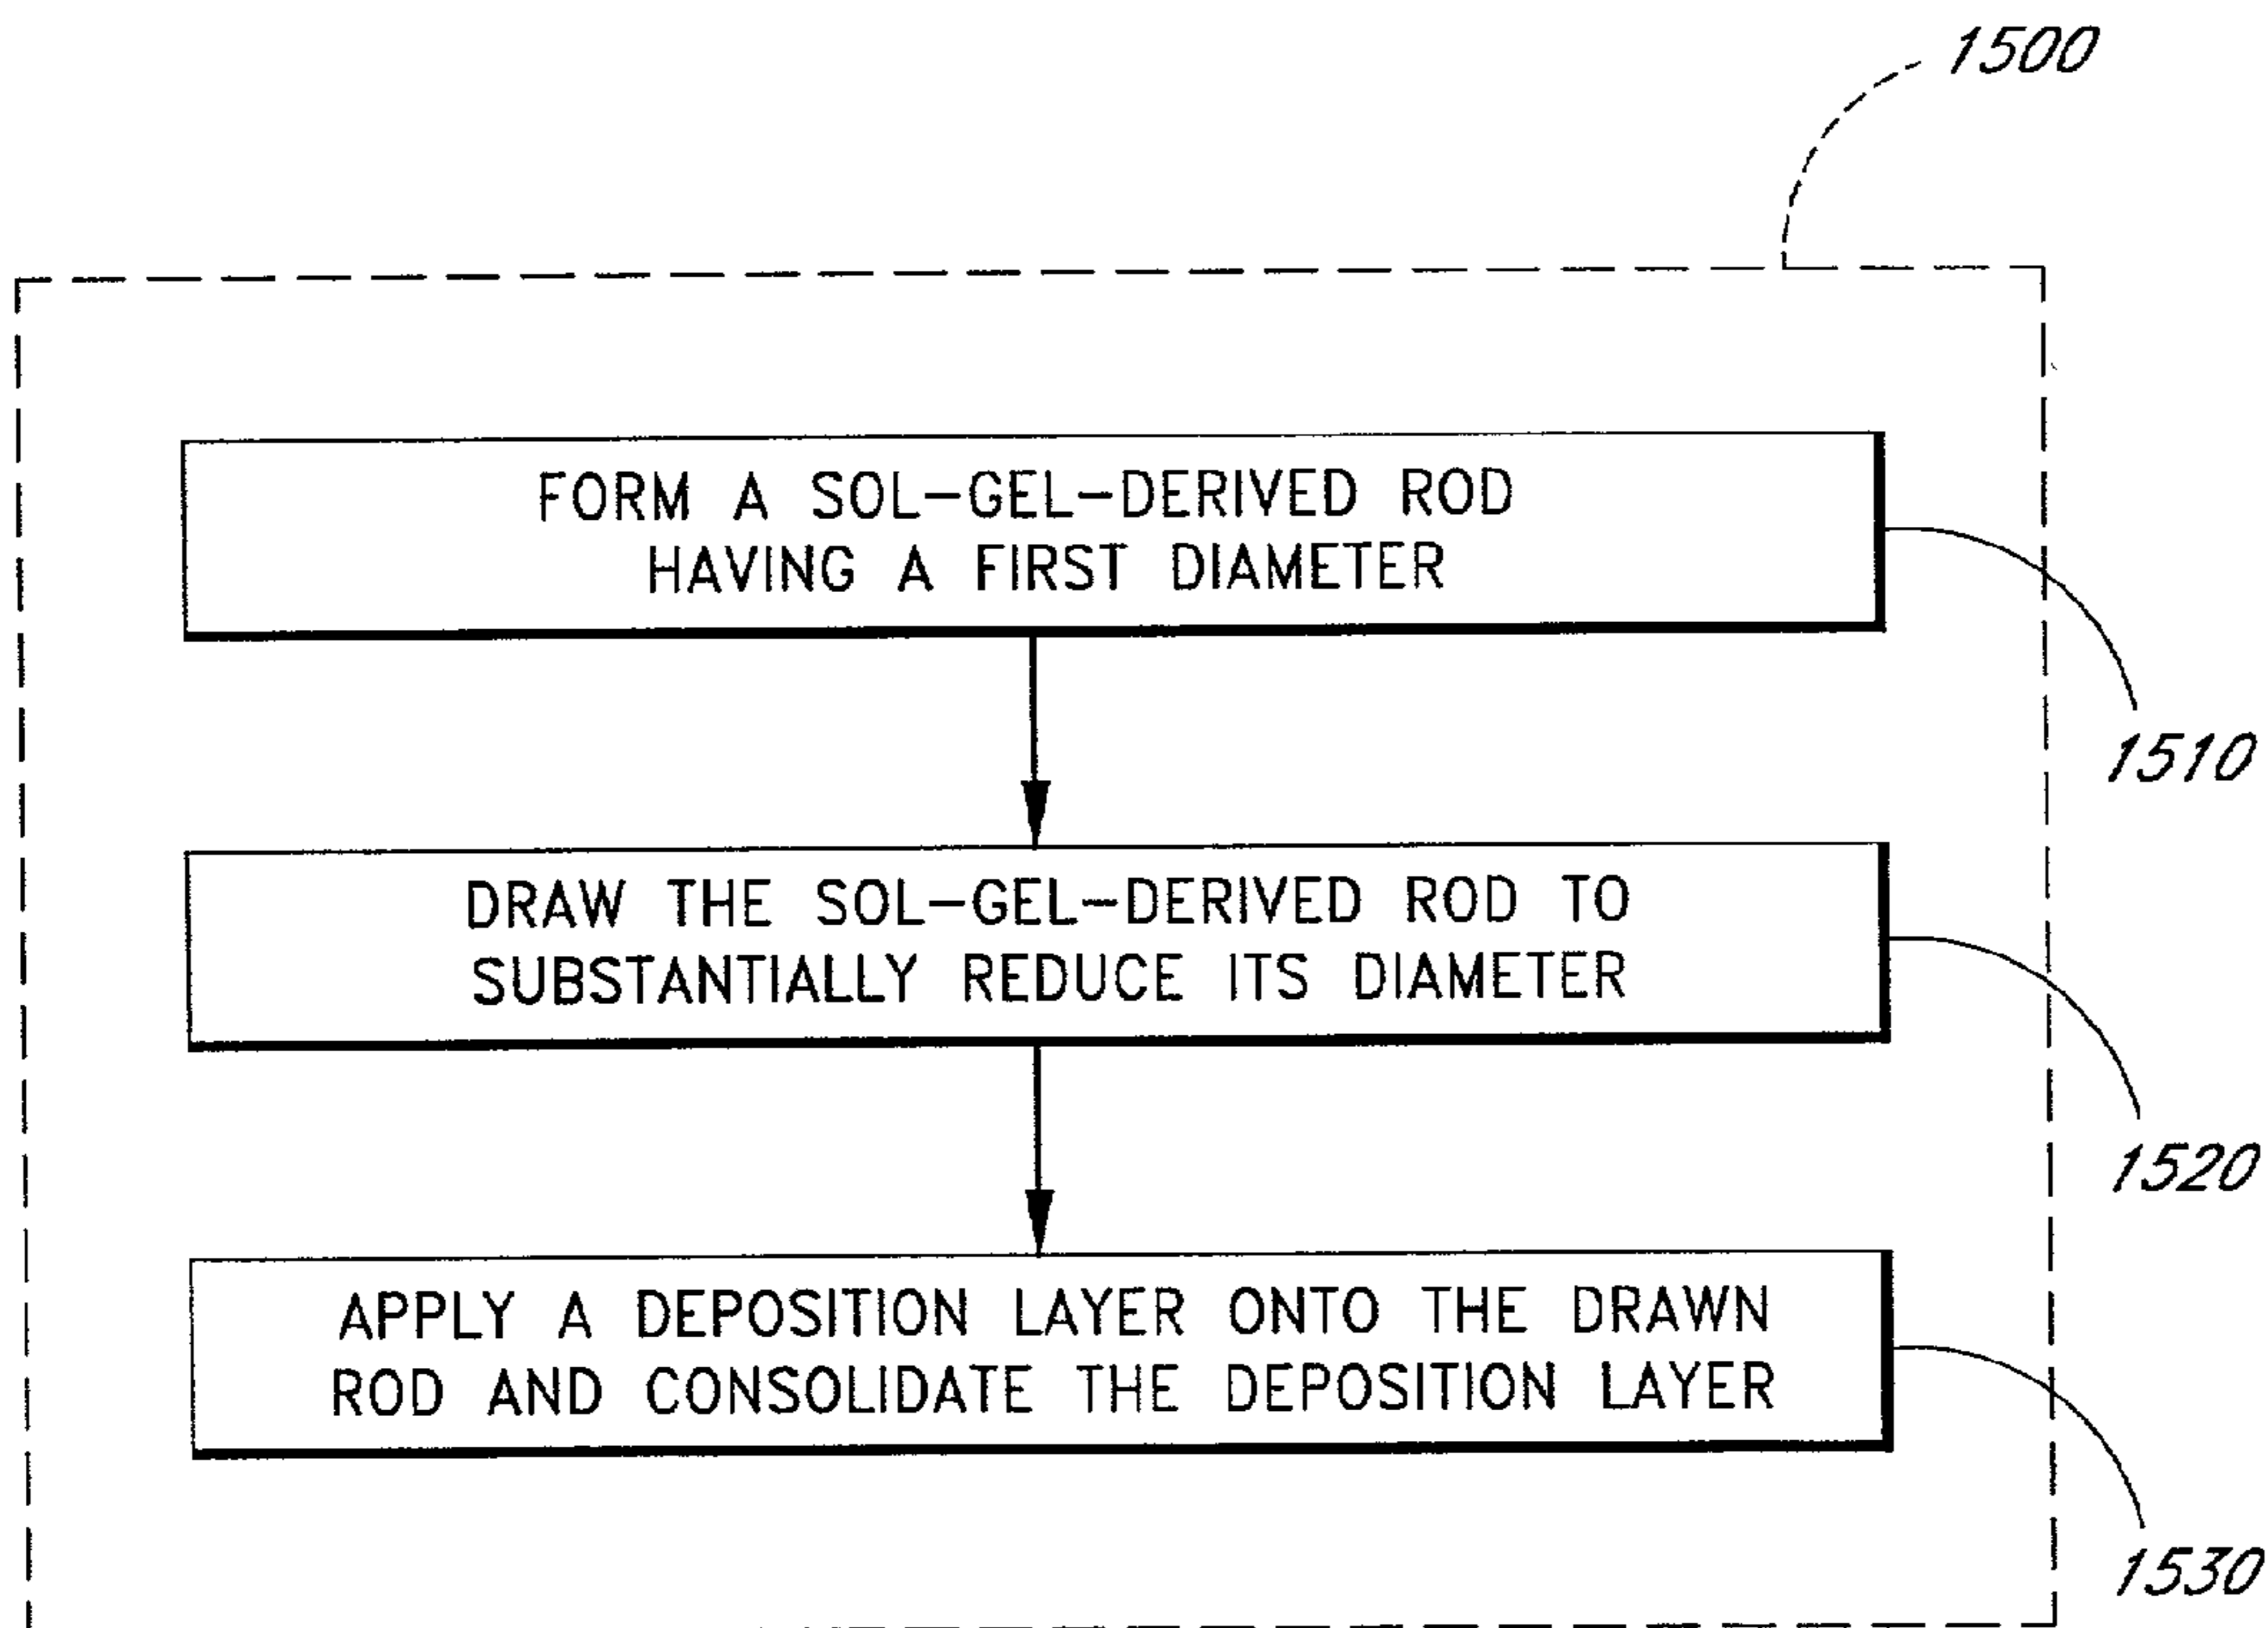 1500
FORM A SOL-GEL-DERIVED ROD
HAVING A FIRST DIAMETER
1510
DRAW THE SOL-GEL-DERIVED ROD TO
SUBSTANTIALLY REDUCE ITS DIAMETER
1520
APPLY A DEPOSITION LAYER ONTO THE DRAWN
ROD AND CONSOLIDATE THE DEPOSITION LAYER
1530